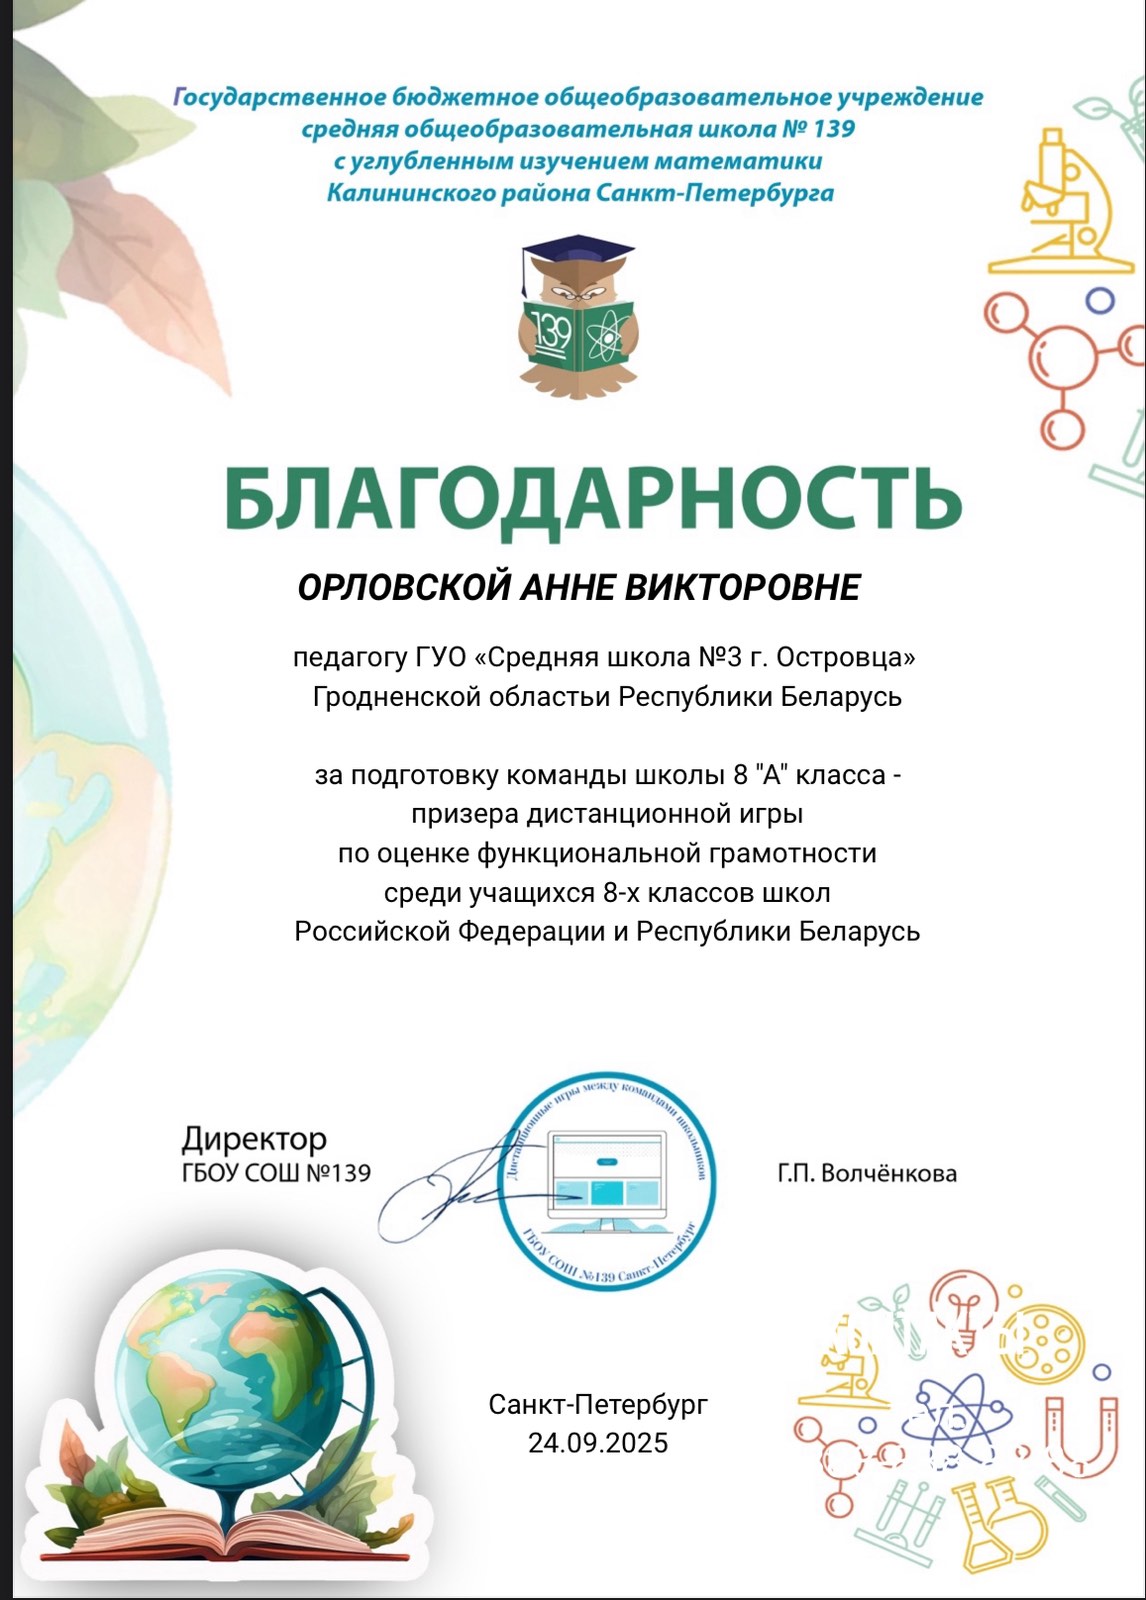 Государственное бюджетное общеобразовательное учреждение
средняя общеобразовательная школа № 139
с углубленным изучением математики
Калининского района Санкт-Петербурга
139
БЛАГОДАРНОСТЬ
ОРЛОВСКОЙ АННЕ ВИКТОРОВНЕ
педагогу ГУО «Средняя школа №3 г. Островца»
Гродненской областьи Республики Беларусь
за подготовку команды школы 8 "А" класса -
призера дистанционной игры
по оценке функциональной грамотности
среди учащихся 8-х классов школ
Российской Федерации и Республики Беларусь
Дистанционные игры между командами школьников
Директор
ГБОУ СОШ №139
Г.П. Волчёнкова
ГБОУ СОШ №139 Санкт-Петербург
Санкт-Петербург
24.09.2025